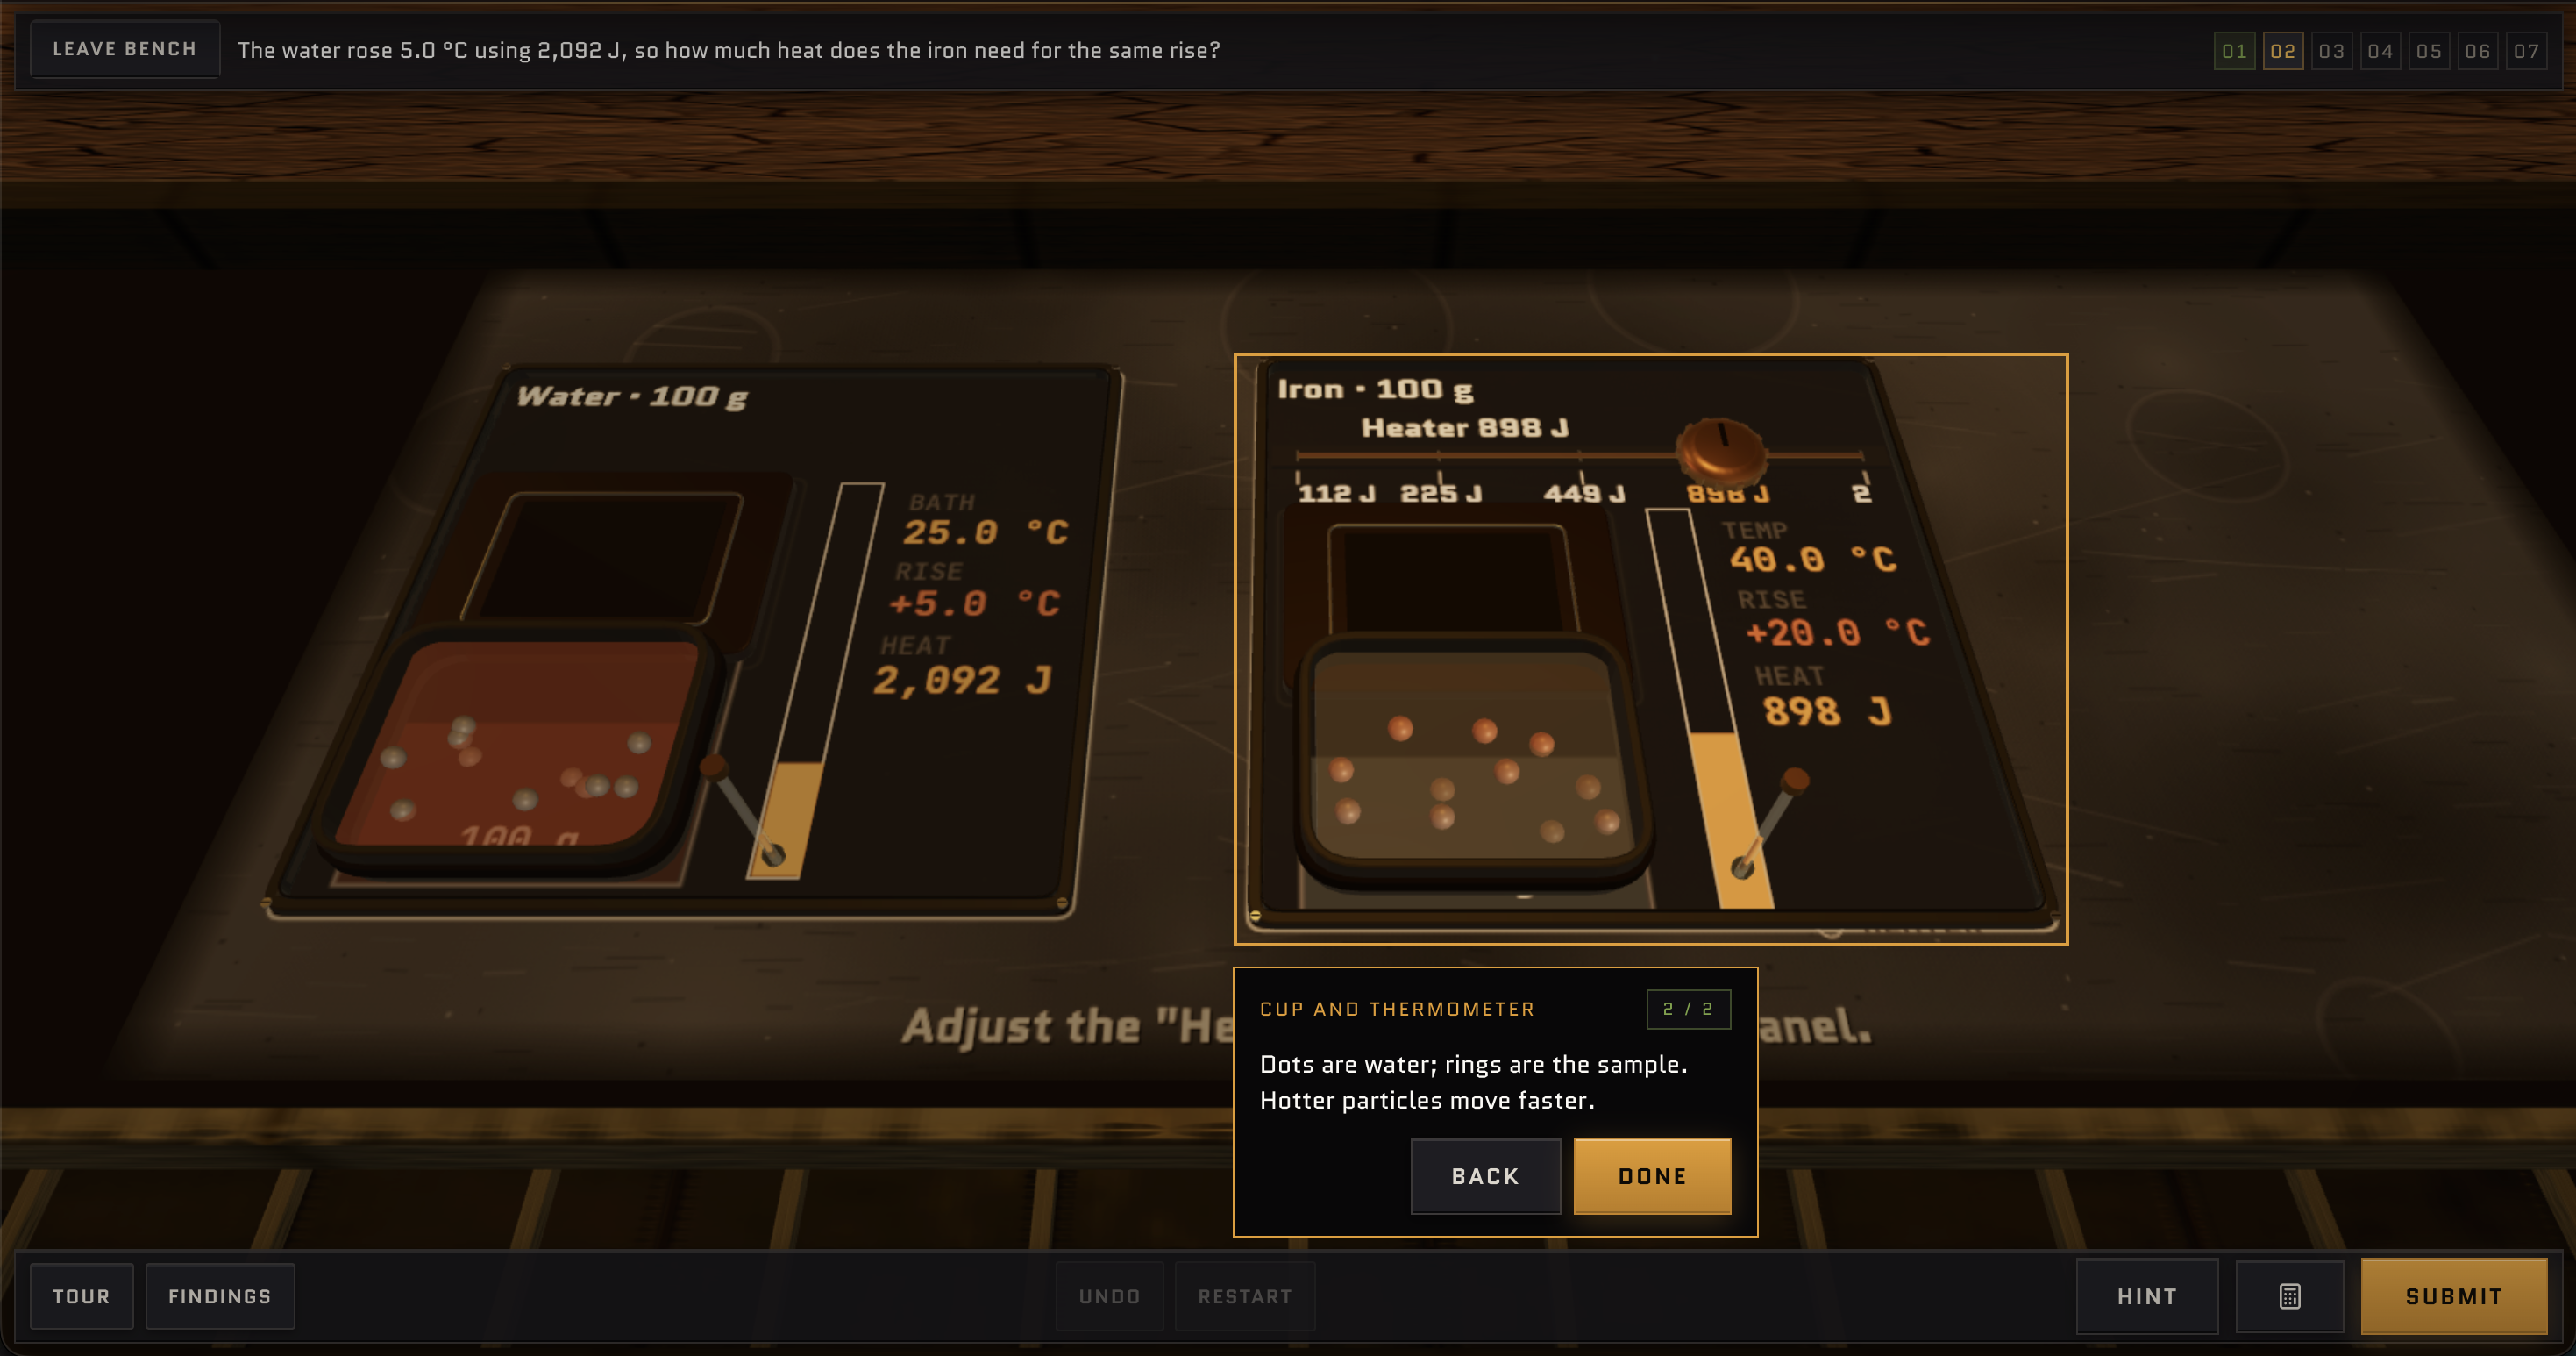 LEAVE BENCH
The water rose 5.0 °C using 2,092 J, so how much heat does the iron need for the same rise?
01 02 03 04 05 06 07
Water · 100 g
BATH
25.0 °C
RISE
+5.0 °C
HEAT
2,092 J
100 g
Iron · 100 g
Heater 898 J
112 J 225 J 449 J 898 J 2
TEMP
40.0 °C
RISE
+20.0 °C
HEAT
898 J
Adjust the "He
anel.
CUP AND THERMOMETER
2 / 2
Dots are water; rings are the sample.
Hotter particles move faster.
BACK
DONE
TOUR
FINDINGS
UNDO
RESTART
HINT
SUBMIT